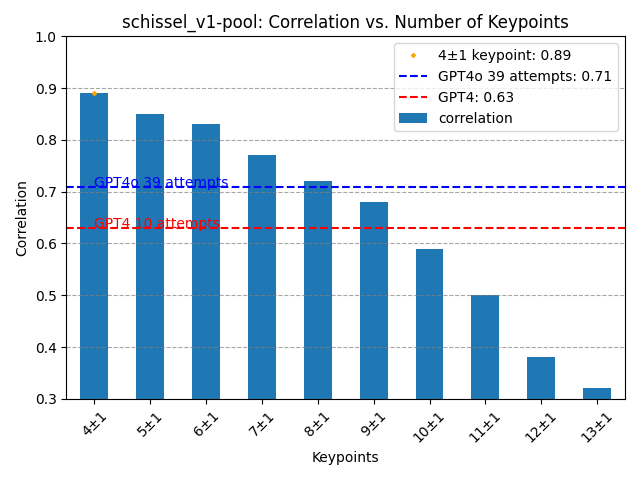 schissel_v1-pool: Correlation vs. Number of Keypoints
1.0
0.9
0.8
0.7
0.6
0.5
0.4
0.3
Correlation
4±1 keypoint: 0.89
GPT4o 39 attempts: 0.71
GPT4: 0.63
correlation
GPT4o 39 attempts
GPT4 10 attempts
4±1
5±1
6±1
7±1
8±1
9±1
10±1
11±1
12±1
13±1
Keypoints